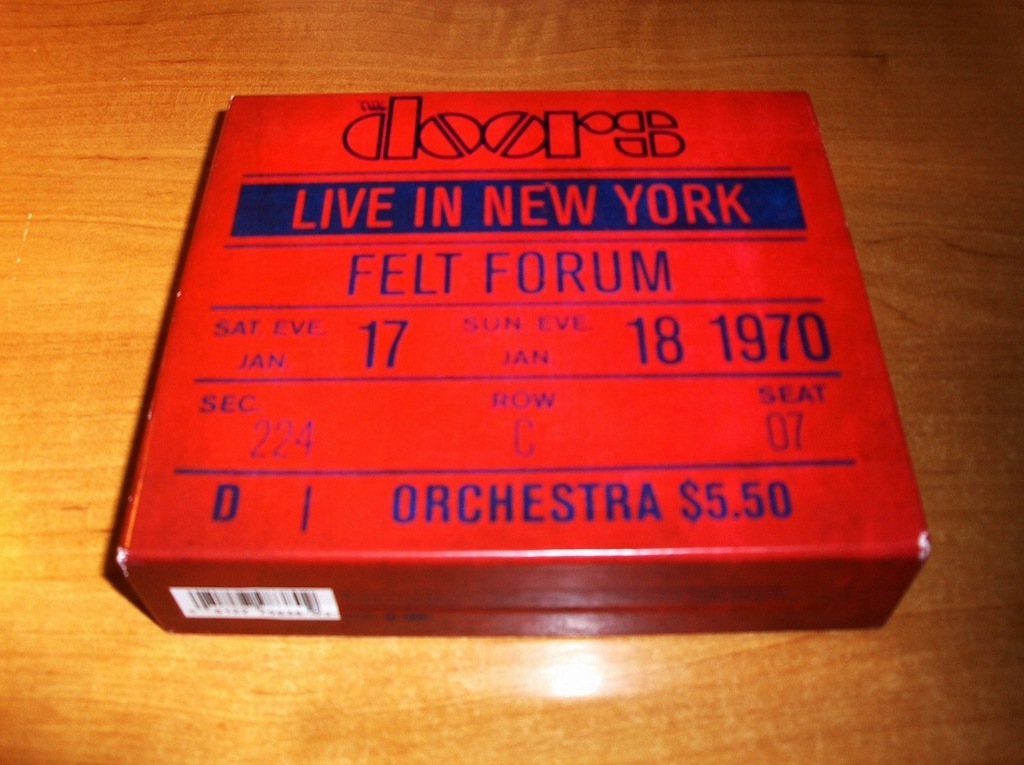 THE
doors
LIVE IN NEW YORK
FELT FORUM
SAT. EVE. 17 SUN EVE. 18 1970
JAN. JAN.
SEC. ROW SEAT
224 C 07
D | ORCHESTRA $5.50